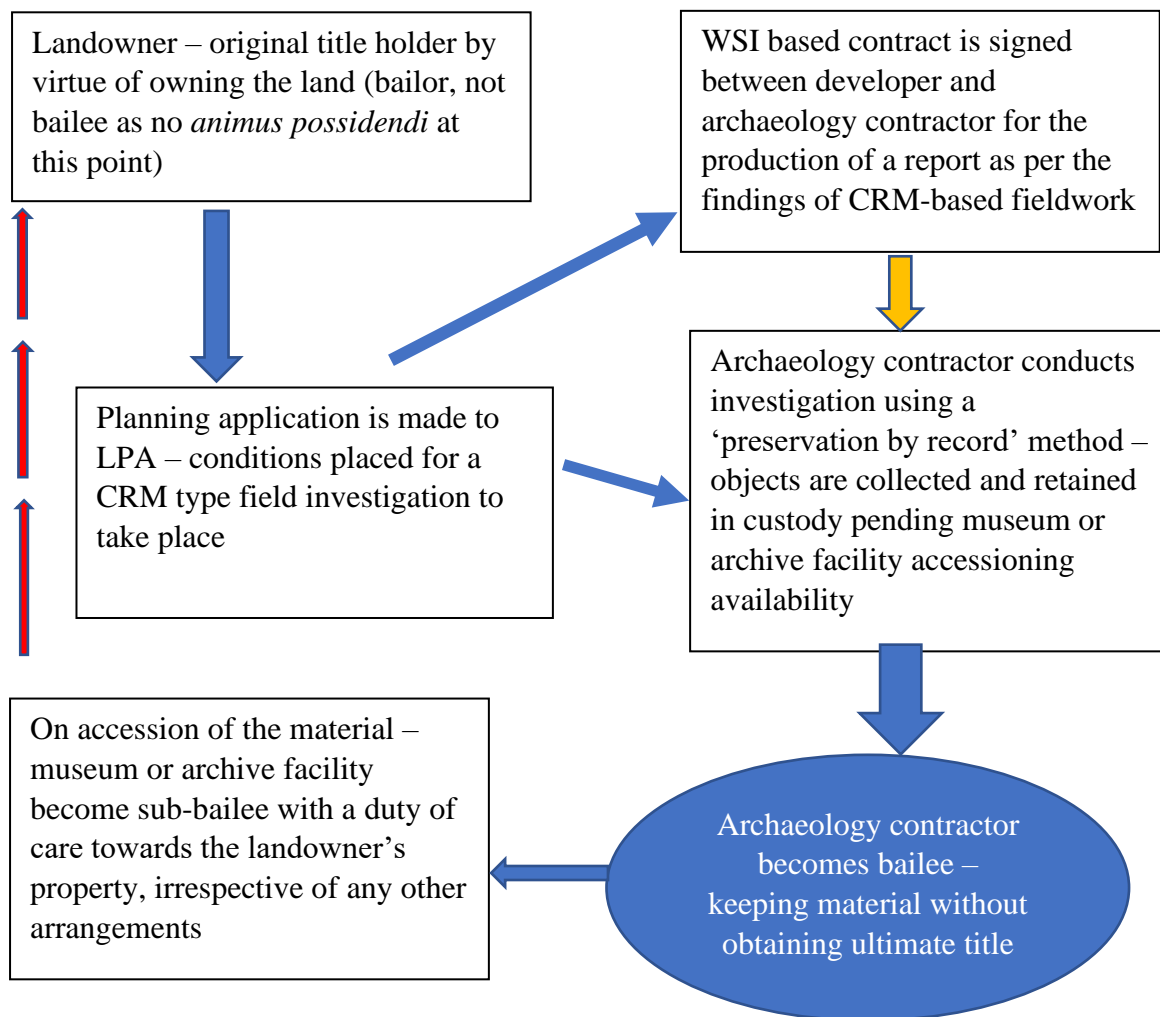 Landowner – original title holder by
virtue of owning the land (bailor, not
bailee as no animus possidendi at
this point)
WSI based contract is signed
between developer and
archaeology contractor for the
production of a report as per the
findings of CRM-based fieldwork
Planning application is made to
LPA – conditions placed for a
CRM type field investigation to
take place
Archaeology contractor conducts
investigation using a
‘preservation by record’ method –
objects are collected and retained
in custody pending museum or
archive facility accessioning
availability
On accession of the material –
museum or archive facility
become sub-bailee with a duty of
care towards the landowner’s
property, irrespective of any other
arrangements
Archaeology contractor
becomes bailee –
keeping material without
obtaining ultimate title